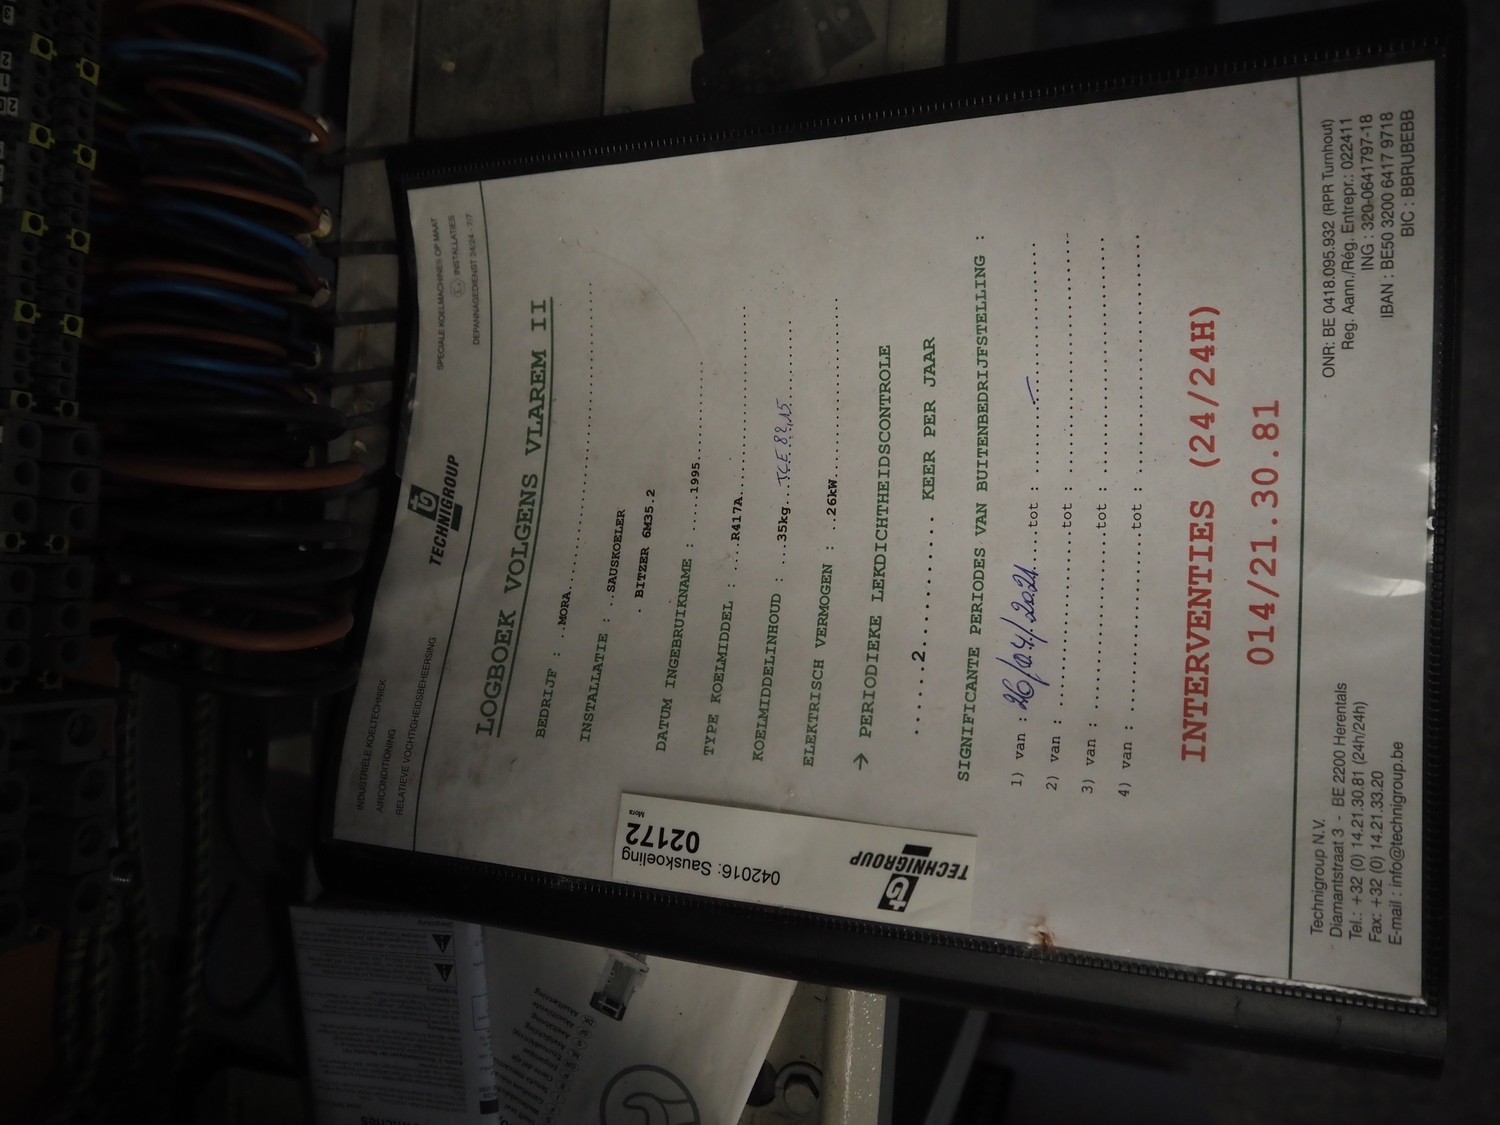 INDUSTRIËLE KOELTECHNIEK
AIRCONDITIONING
RELATIEVE VOCHTIGHEIDSBEHEERSING
TECHNIGROUP
SPECIALE KOELMACHINES OP MAAT
INSTALLATIES
DEPANNAGEDIENST 24/24 - 7/7
LOGBOEK VOLGENS VLAREM II
BEDRIJF : ..MORA
INSTALLATIE : ..SAUSKOELER
. BITZER 6M35.2
DATUM INGEBRUIKNAME : .....1995
TYPE KOELMIDDEL : ....R417A
KOELMIDDELINHOUD : ...35kg...
ELEKTRISCH VERMOGEN : ..26kW
→ PERIODIEKE LEKDICHTHEIDSCONTROLE
......2.......... KEER PER JAAR
SIGNIFICANTE PERIODES VAN BUITENBEDRIJFSTELLING :
1) van : 26/04/2021 tot :
2) van : tot :
3) van : tot :
4) van : tot :
INTERVENTIES (24/24H)
014/21.30.81
Technigroup N.V.
Diamantstraat 3 - BE 2200 Herentals
Tel.: +32 (0) 14.21.30.81 (24h/24h)
Fax: +32 (0) 14.21.33.20
E-mail : info@technigroup.be
ONR: BE 0418.095.932 (RPR Turnhout)
Reg. Aann./Rég. Entrepr.: 022411
ING : 320-0641797-18
IBAN : BE50 3200 6417 9718
BIC : BBRUBEBB
042016: Sauskoeling
02172
Mora
TECHNIGROUP